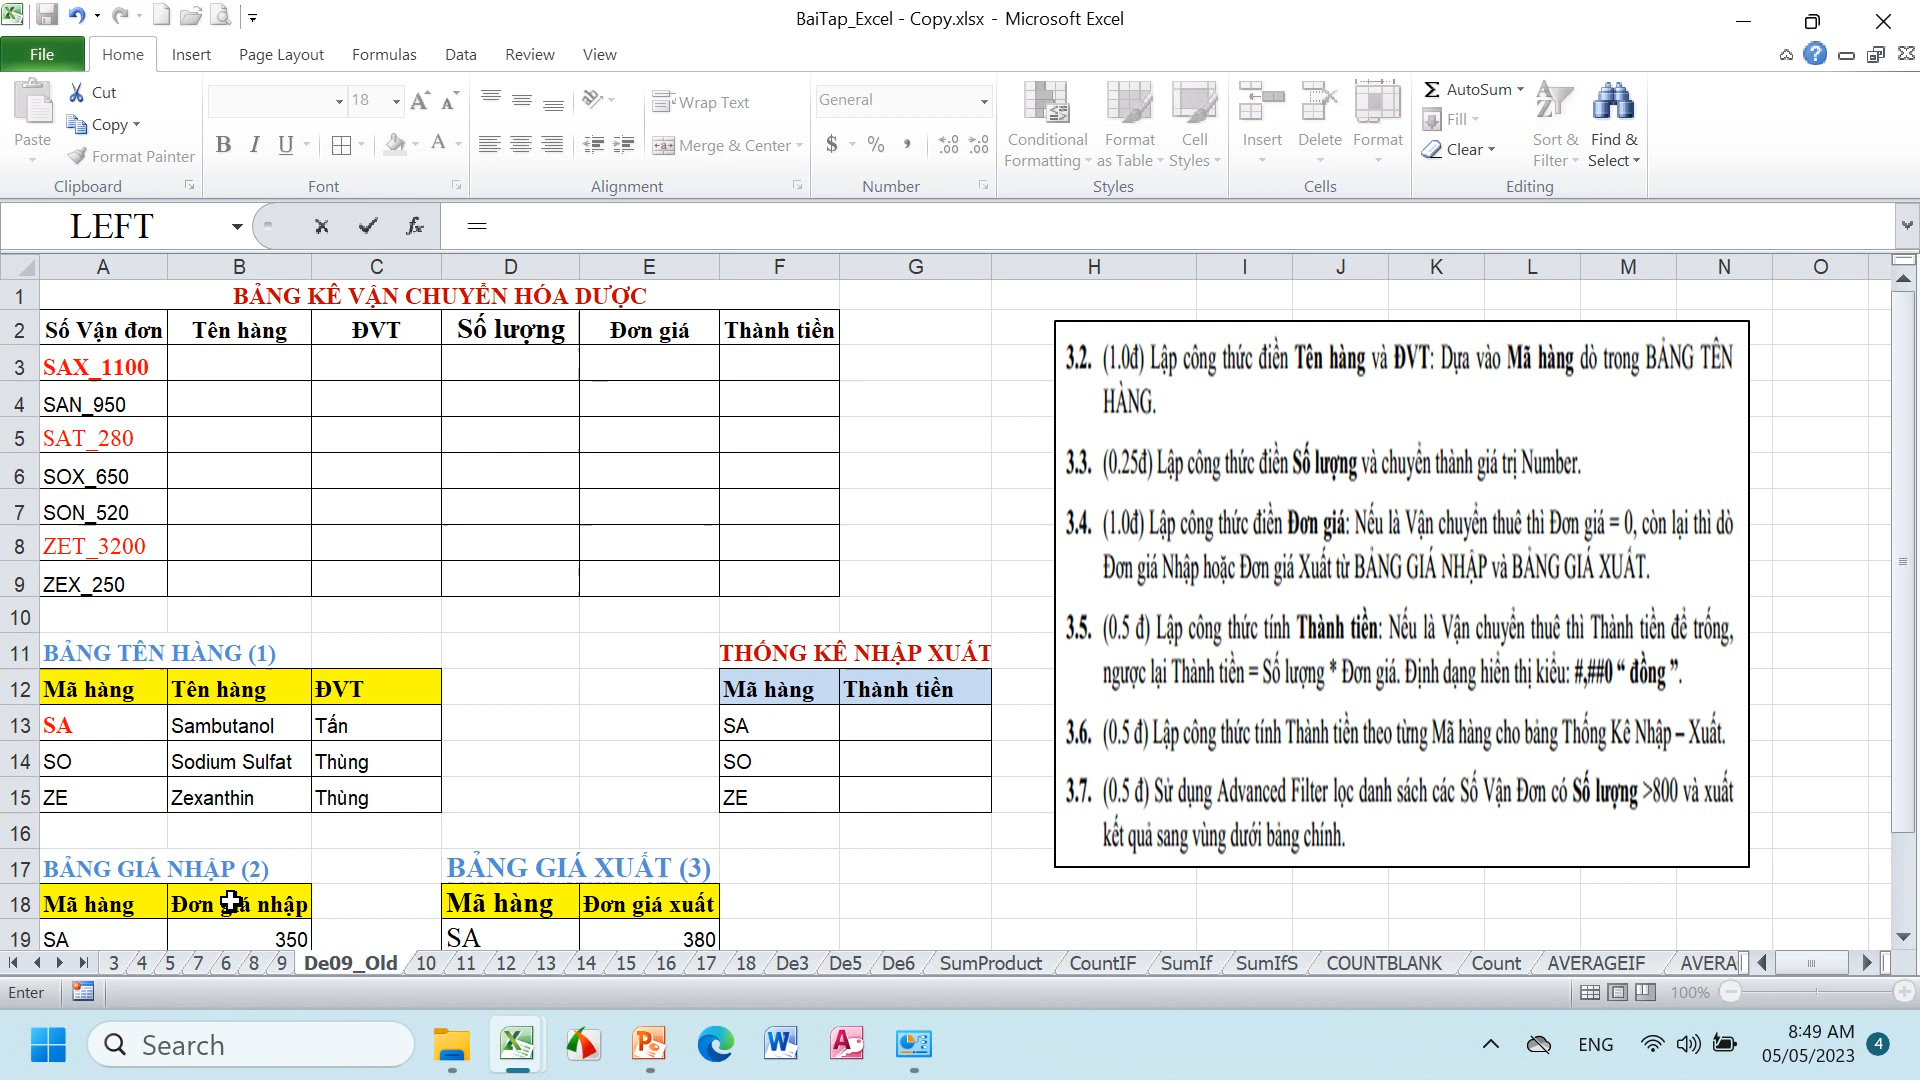 BaiTap_Excel - Copy.xlsx - Microsoft Excel
File Home Insert Page Layout Formulas Data Review View
Paste Cut Copy Format Painter
Clipboard
18 A A B I U A
Font
Wrap Text
Merge & Center
Alignment
General
$ % ,
Number
Conditional Formatting
Format as Table
Cell Styles
Styles
Insert Delete Format
Cells
AutoSum
Fill
Clear
Sort & Filter
Find & Select
Editing
LEFT fx =
A B C D E F G H I J K L M N O
1 BẢNG KÊ VẬN CHUYỂN HÓA DƯỢC
2 Số Vận đơn Tên hàng ĐVT Số lượng Đơn giá Thành tiền
3 SAX_1100
4 SAN_950
5 SAT_280
6 SOX_650
7 SON_520
8 ZET_3200
9 ZEX_250
10
11 BẢNG TÊN HÀNG (1) THỐNG KÊ NHẬP XUẤT
12 Mã hàng Tên hàng ĐVT Mã hàng Thành tiền
13 SA Sambutanol Tấn SA
14 SO Sodium Sulfat Thùng SO
15 ZE Zexanthin Thùng ZE
16
17 BẢNG GIÁ NHẬP (2) BẢNG GIÁ XUẤT (3)
18 Mã hàng Đơn giá nhập Mã hàng Đơn giá xuất
19 SA 350 SA 380
3.2. (1.0đ) Lập công thức điền Tên hàng và ĐVT: Dựa vào Mã hàng dò trong BẢNG TÊN
HÀNG.
3.3. (0.25đ) Lập công thức điền Số lượng và chuyển thành giá trị Number.
3.4. (1.0đ) Lập công thức điền Đơn giá: Nếu là Vận chuyển thuê thì Đơn giá = 0, còn lại thì dò
Đơn giá Nhập hoặc Đơn giá Xuất từ BẢNG GIÁ NHẬP và BẢNG GIÁ XUẤT.
3.5. (0.5 đ) Lập công thức tính Thành tiền: Nếu là Vận chuyển thuê thì Thành tiền để trống,
ngược lại Thành tiền = Số lượng * Đơn giá. Định dạng hiển thị kiểu: #,##0 “ đồng ”.
3.6. (0.5 đ) Lập công thức tính Thành tiền theo từng Mã hàng cho bảng Thống Kê Nhập – Xuất.
3.7. (0.5 đ) Sử dụng Advanced Filter lọc danh sách các Số Vận Đơn có Số lượng >800 và xuất
kết quả sang vùng dưới bảng chính.
3 4 5 7 6 8 9 De09_Old 10 11 12 13 14 15 16 17 18 De3 De5 De6 SumProduct CountIF SumIf SumIfS COUNTBLANK Count AVERAGEIF AVERA
Enter 100%
Search ENG 8:49 AM
05/05/2023 4